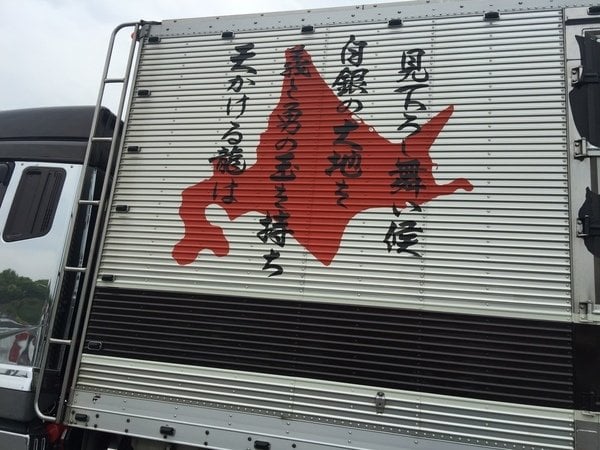 天かける龍は
義と勇の玉を持ち
白銀の大地を
見下ろし舞い候